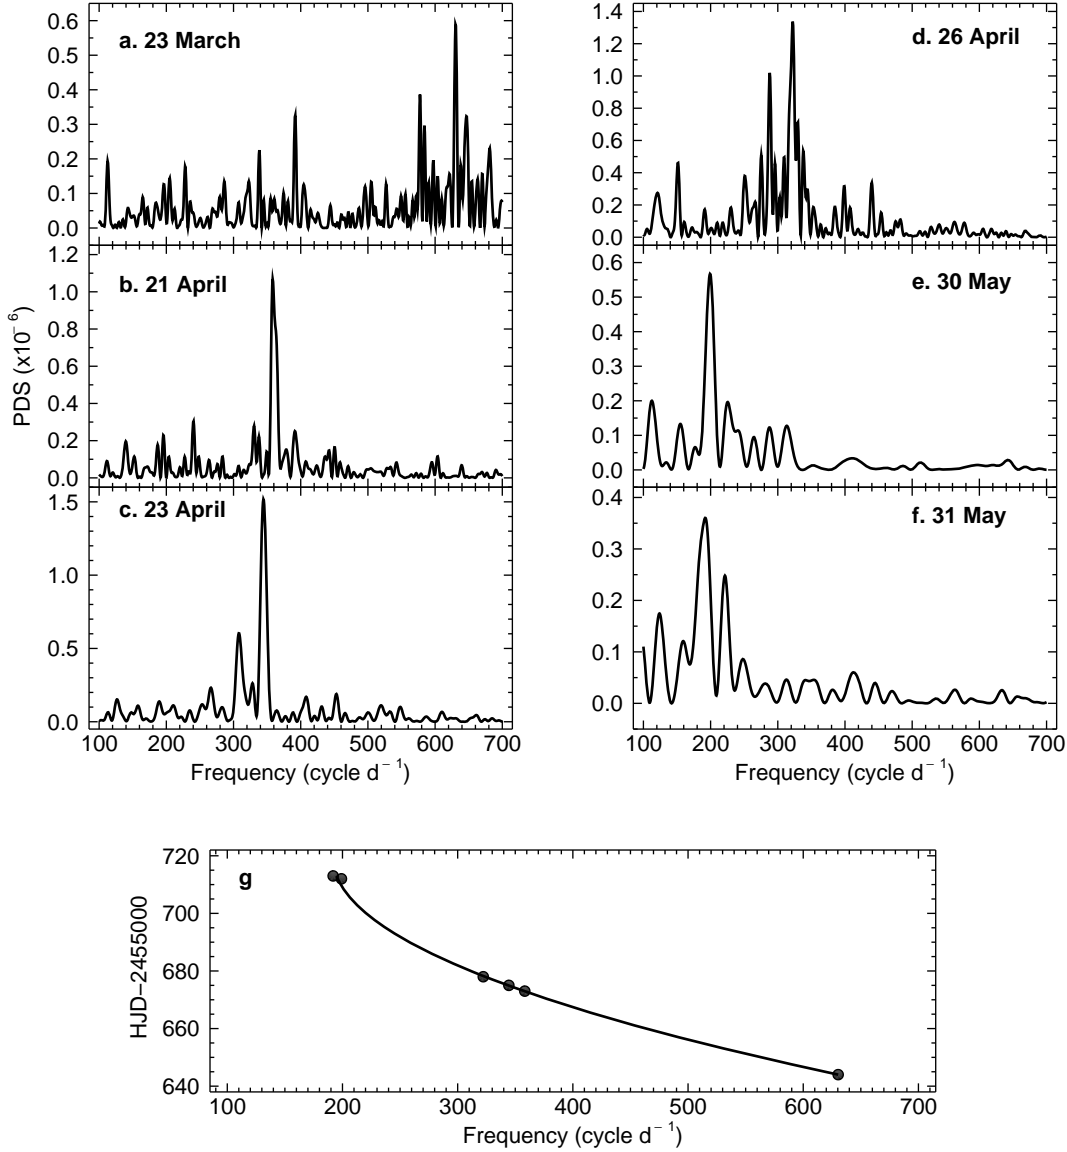 a. 23 March
0.6
0.5
0.4
0.3
0.2
0.1
0.0
b. 21 April
1.2
1.0
0.8
0.6
0.4
0.2
0.0
PDS (x10⁻⁶)
c. 23 April
1.5
1.0
0.5
0.0
100 200 300 400 500 600 700
Frequency (cycle d⁻¹)
d. 26 April
1.4
1.2
1.0
0.8
0.6
0.4
0.2
0.0
e. 30 May
0.6
0.5
0.4
0.3
0.2
0.1
0.0
f. 31 May
0.4
0.3
0.2
0.1
0.0
100 200 300 400 500 600 700
Frequency (cycle d⁻¹)
g
720
700
680
660
640
HJD−2455000
100 200 300 400 500 600 700
Frequency (cycle d⁻¹)